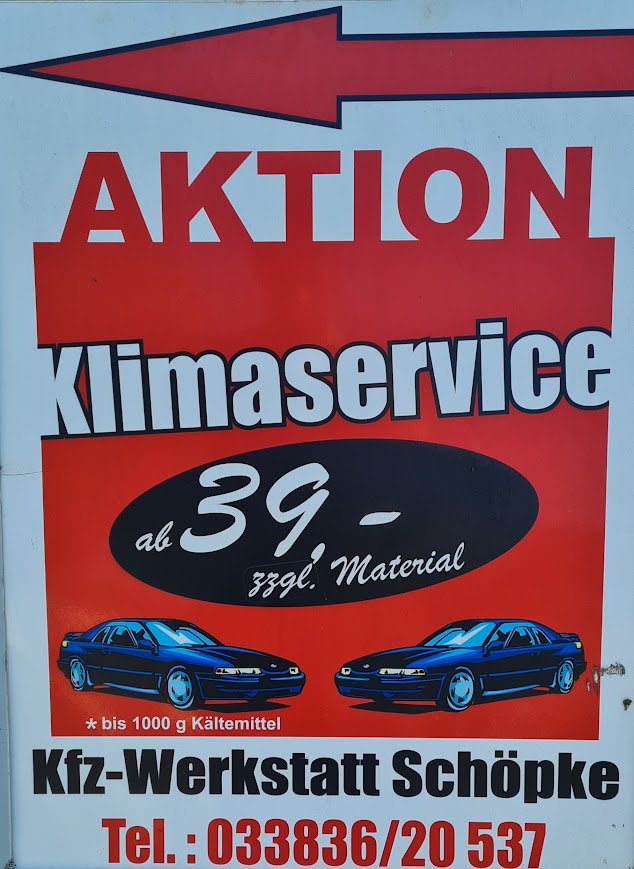 AKTION
Klimaservice
ab 39,-
zzgl. Material
* bis 1000 g Kältemittel
Kfz-Werkstatt Schöpke
Tel.: 033836/20 537